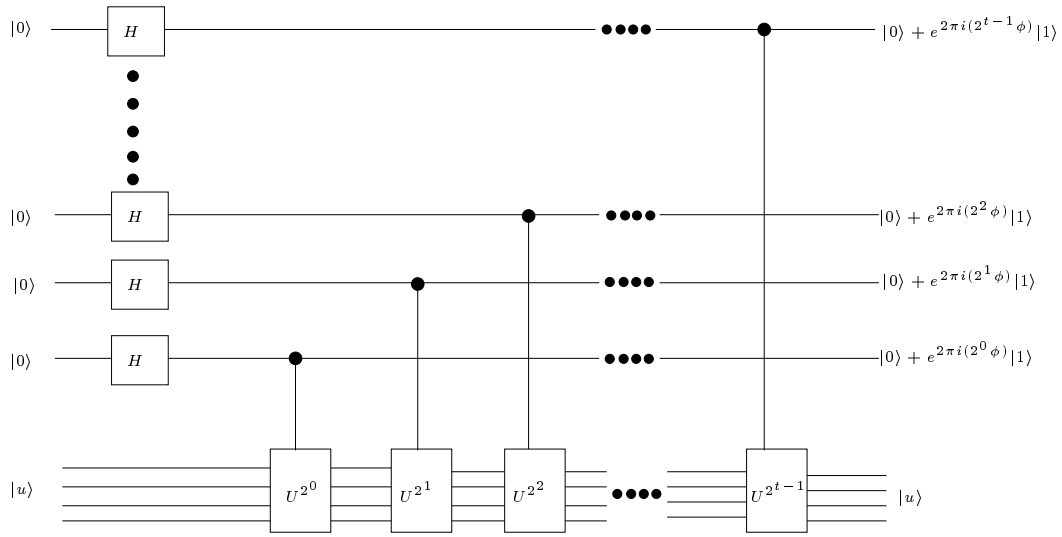 |0⟩ H |0⟩ + e^{2πi(2^{t−1}ϕ)}|1⟩
|0⟩ H |0⟩ + e^{2πi(2^2ϕ)}|1⟩
|0⟩ H |0⟩ + e^{2πi(2^1ϕ)}|1⟩
|0⟩ H |0⟩ + e^{2πi(2^0ϕ)}|1⟩
|u⟩ U^{2^0} U^{2^1} U^{2^2} U^{2^{t−1}} |u⟩